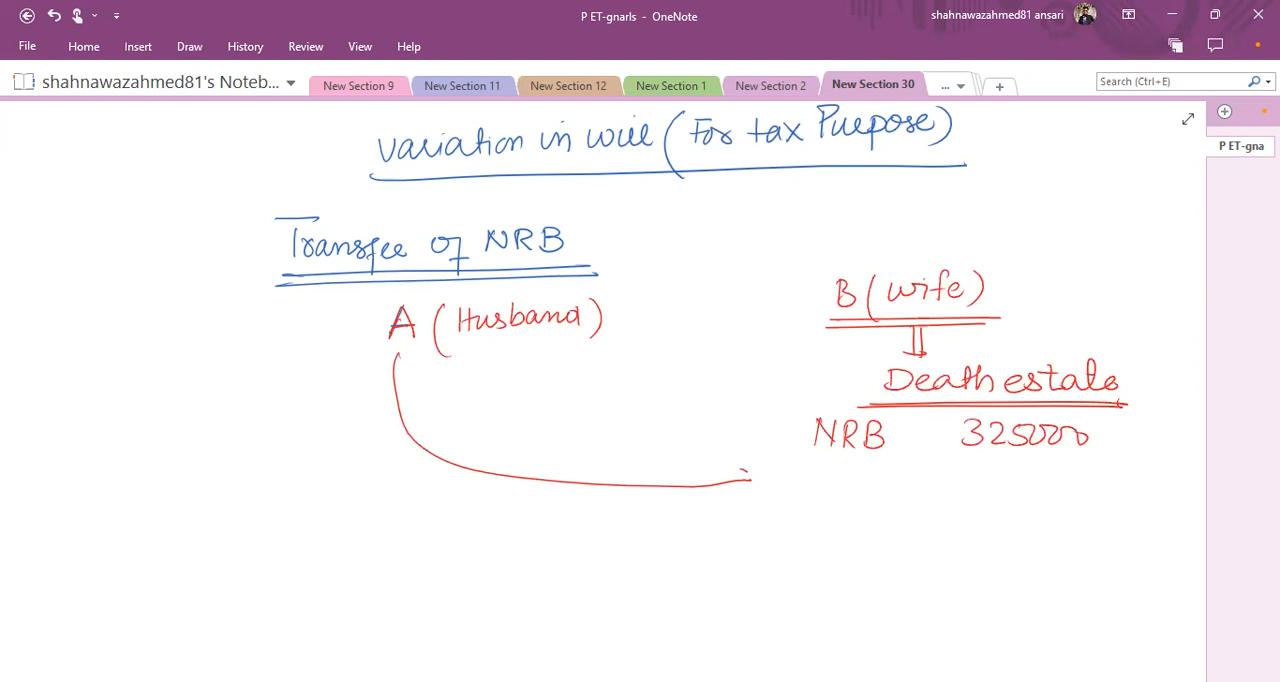 P ET-gnarls - OneNote
shahnawazahmed81 ansari
File Home Insert Draw History Review View Help
shahnawazahmed81's Noteb... New Section 9 New Section 11 New Section 12 New Section 1 New Section 2 New Section 30 ... + Search (Ctrl+E)
P ET-gna
variation in will (For tax Purpose)
Transfer of NRB
A (Husband)
B (wife)
Death estate
NRB 325000